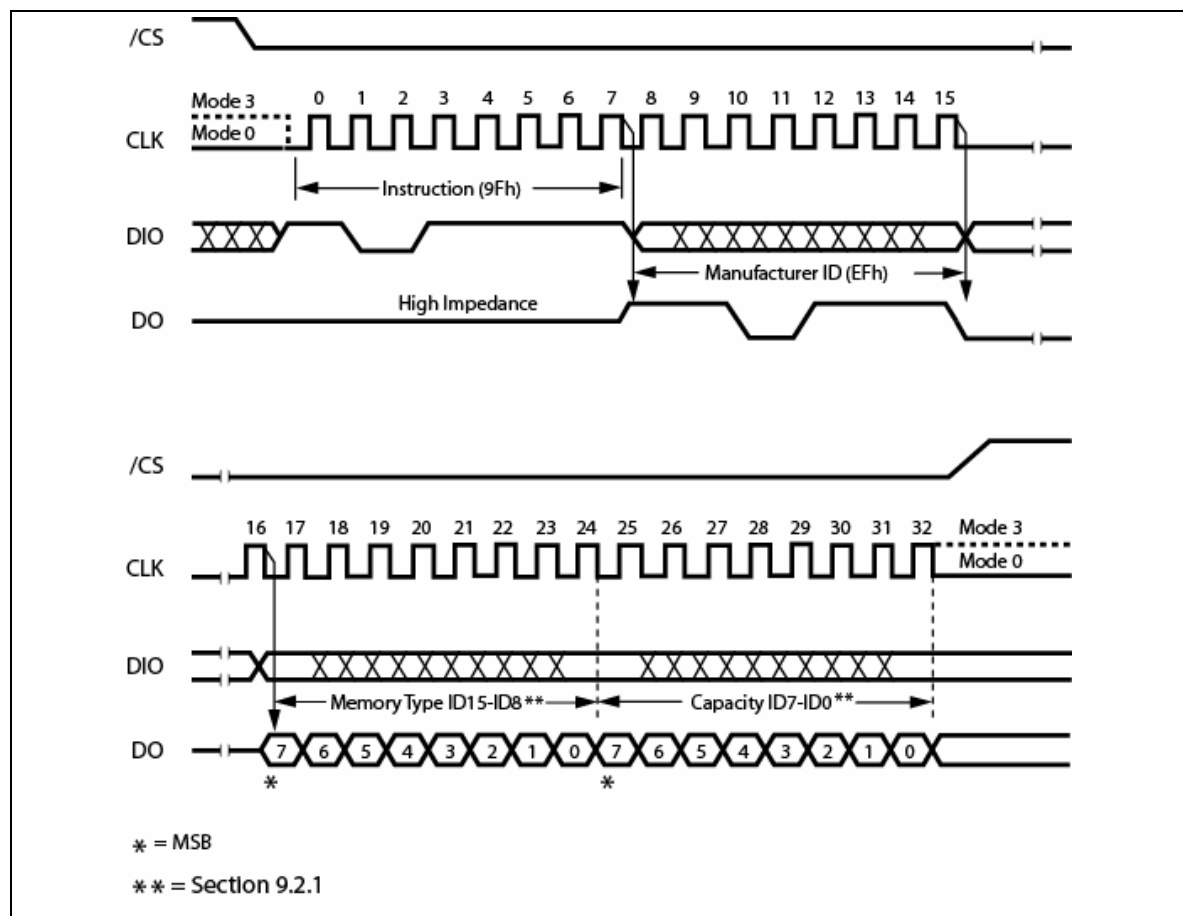 /CS
Mode 3
0 1 2 3 4 5 6 7 8 9 10 11 12 13 14 15
CLK
Mode 0
Instruction (9Fh)
DIO
Manufacturer ID (EFh)
High Impedance
DO
/CS
16 17 18 19 20 21 22 23 24 25 26 27 28 29 30 31 32
Mode 3
CLK
Mode 0
DIO
Memory Type ID15-ID8 ** Capacity ID7-ID0 **
DO
7 6 5 4 3 2 1 0 7 6 5 4 3 2 1 0
* *
* = MSB
** = Section 9.2.1